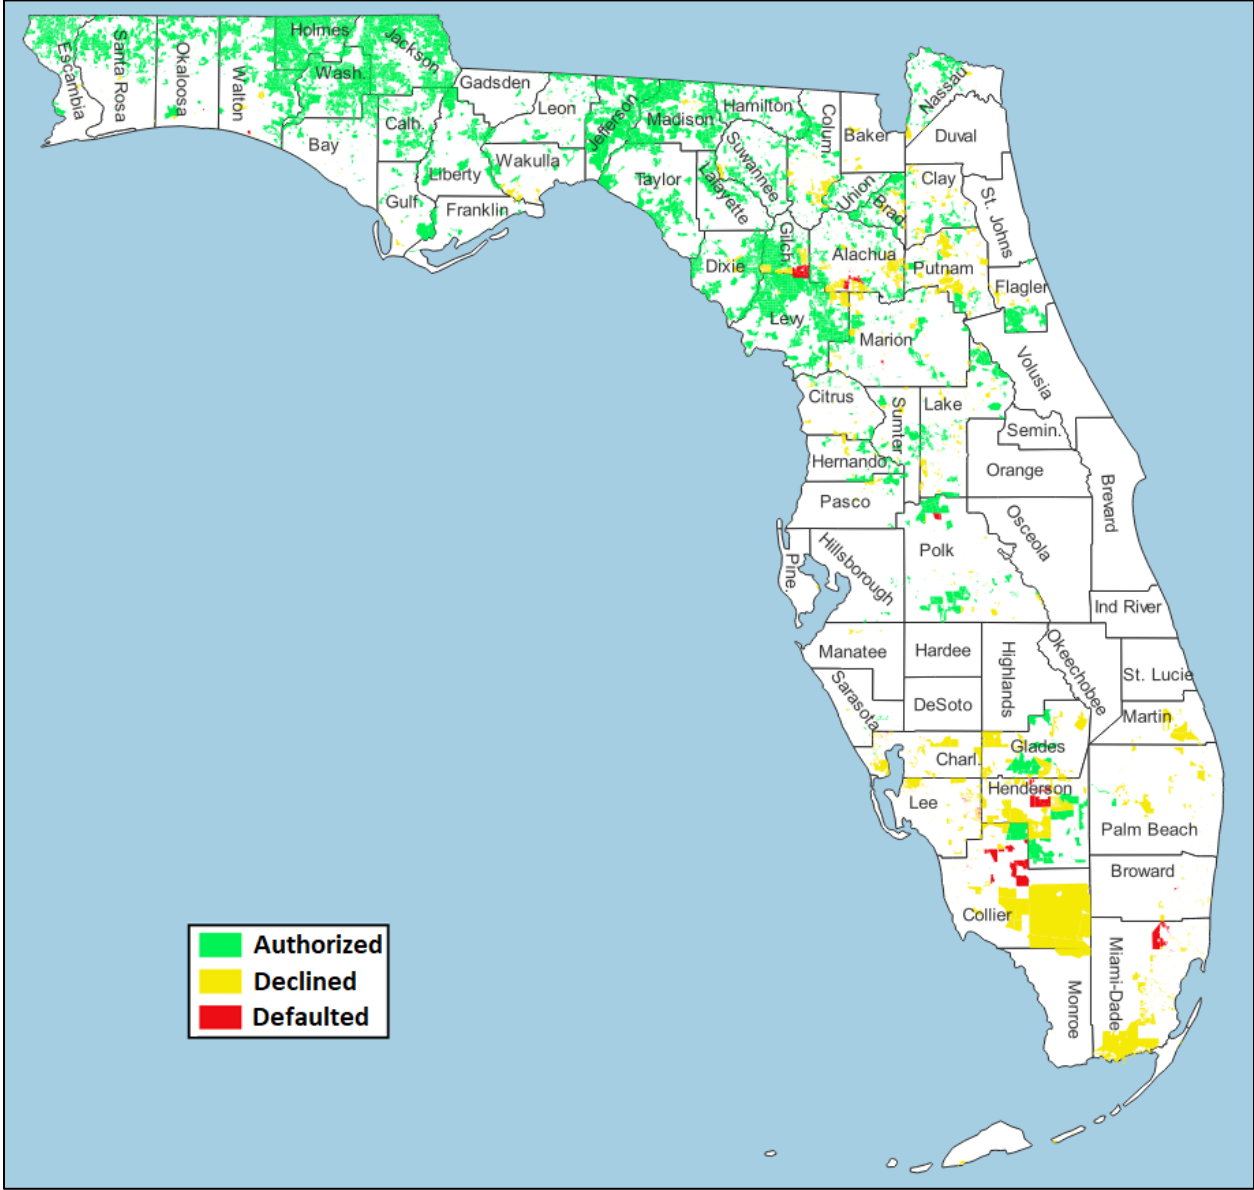 Escambia
Santa Rosa
Okaloosa
Walton
Holmes
Wash.
Jackson
Bay
Calh.
Gulf
Liberty
Gadsden
Leon
Wakulla
Franklin
Jefferson
Madison
Taylor
Hamilton
Suwannee
Lafayette
Colum.
Baker
Nassau
Duval
Union
Brad.
Clay
St. Johns
Dixie
Gilch.
Alachua
Putnam
Flagler
Levy
Marion
Volusia
Citrus
Sumter
Lake
Semin.
Hernando
Orange
Pasco
Brevard
Osceola
Pine.
Hillsborough
Polk
Ind River
Manatee
Hardee
Highlands
Okeechobee
St. Lucie
Sarasota
DeSoto
Martin
Charl.
Glades
Lee
Henderson
Palm Beach
Broward
Collier
Monroe
Miami-Dade
Authorized
Declined
Defaulted